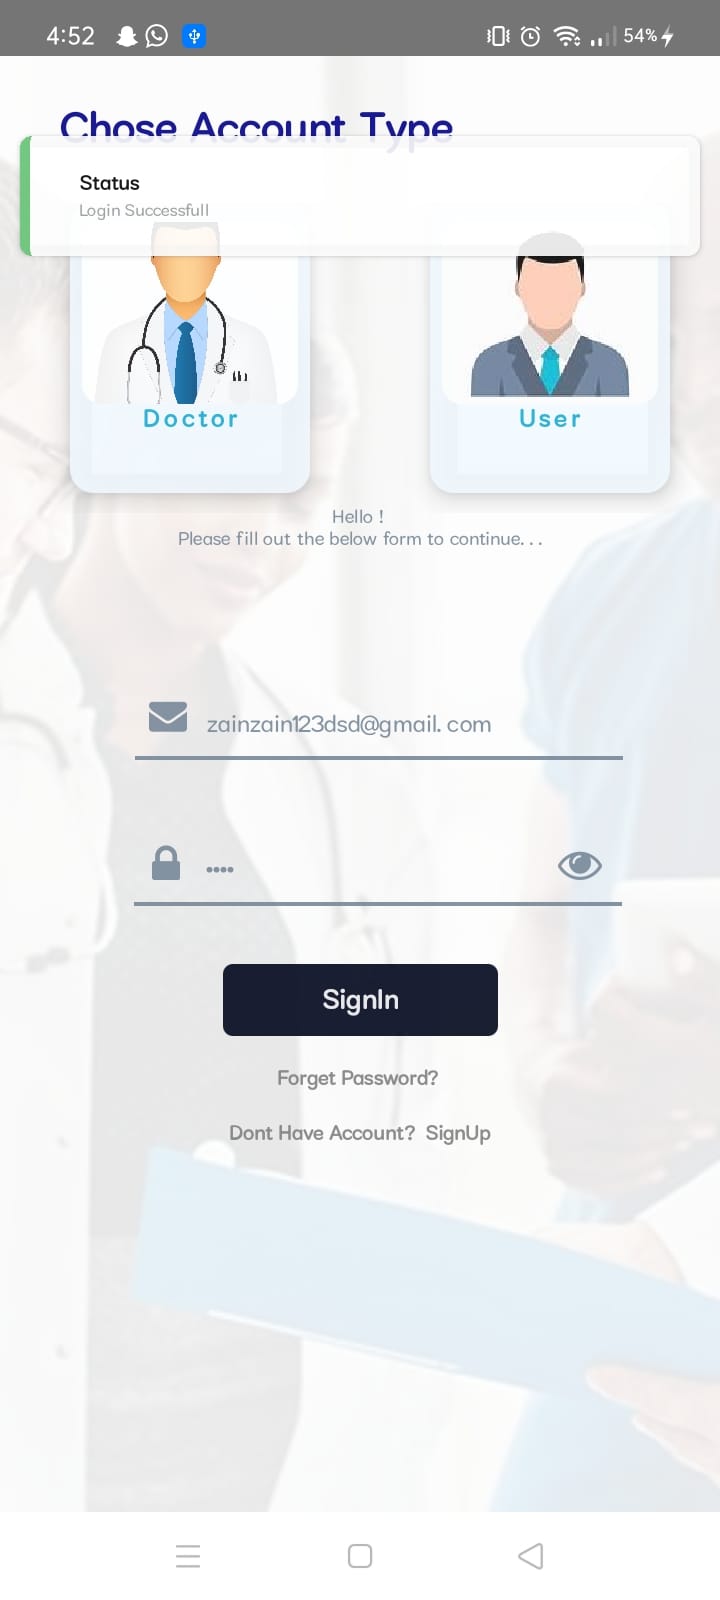 4:52 54%
Chose Account Type
Status
Login Successfull
Doctor User
Hello !
Please fill out the below form to continue. . .
zainzain123dsd@gmail. com
••••
SignIn
Forget Password?
Dont Have Account? SignUp